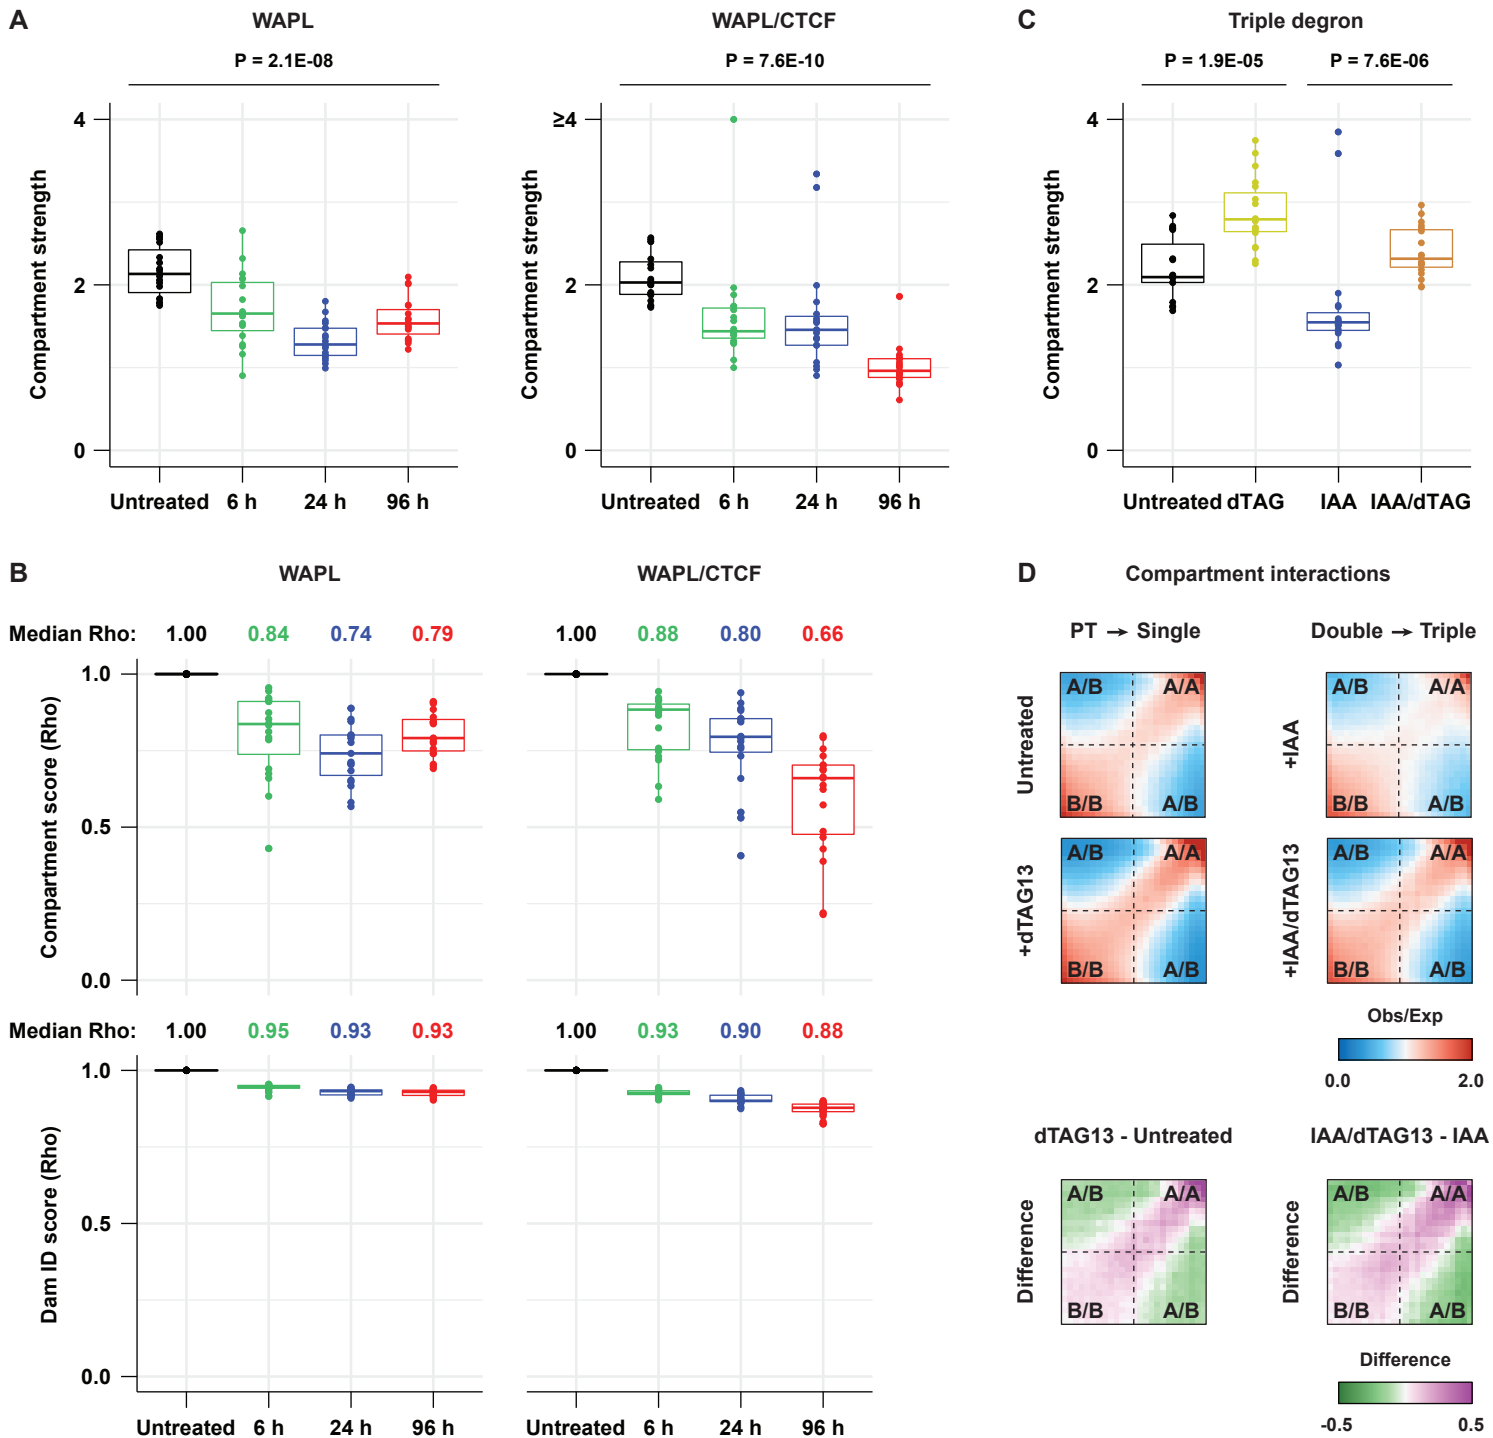 A
WAPL
WAPL/CTCF
P = 2.1E-08
P = 7.6E-10
Compartment strength
4
2
0
Untreated 6 h 24 h 96 h
Compartment strength
≥4
2
0
Untreated 6 h 24 h 96 h
C
Triple degron
P = 1.9E-05
P = 7.6E-06
Compartment strength
4
2
0
Untreated dTAG IAA IAA/dTAG
B
WAPL
WAPL/CTCF
Median Rho: 1.00 0.84 0.74 0.79
1.00 0.88 0.80 0.66
Compartment score (Rho)
1.0
0.5
0.0
Median Rho: 1.00 0.95 0.93 0.93
1.00 0.93 0.90 0.88
Dam ID score (Rho)
1.0
0.5
0.0
Untreated 6 h 24 h 96 h
Untreated 6 h 24 h 96 h
D
Compartment interactions
PT → Single
Double → Triple
Untreated
A/B A/A
B/B A/B
+IAA
A/B A/A
B/B A/B
+dTAG13
A/B A/A
B/B A/B
+IAA/dTAG13
A/B A/A
B/B A/B
Obs/Exp
0.0 2.0
dTAG13 - Untreated
IAA/dTAG13 - IAA
Difference
A/B A/A
B/B A/B
Difference
A/B A/A
B/B A/B
Difference
-0.5 0.5